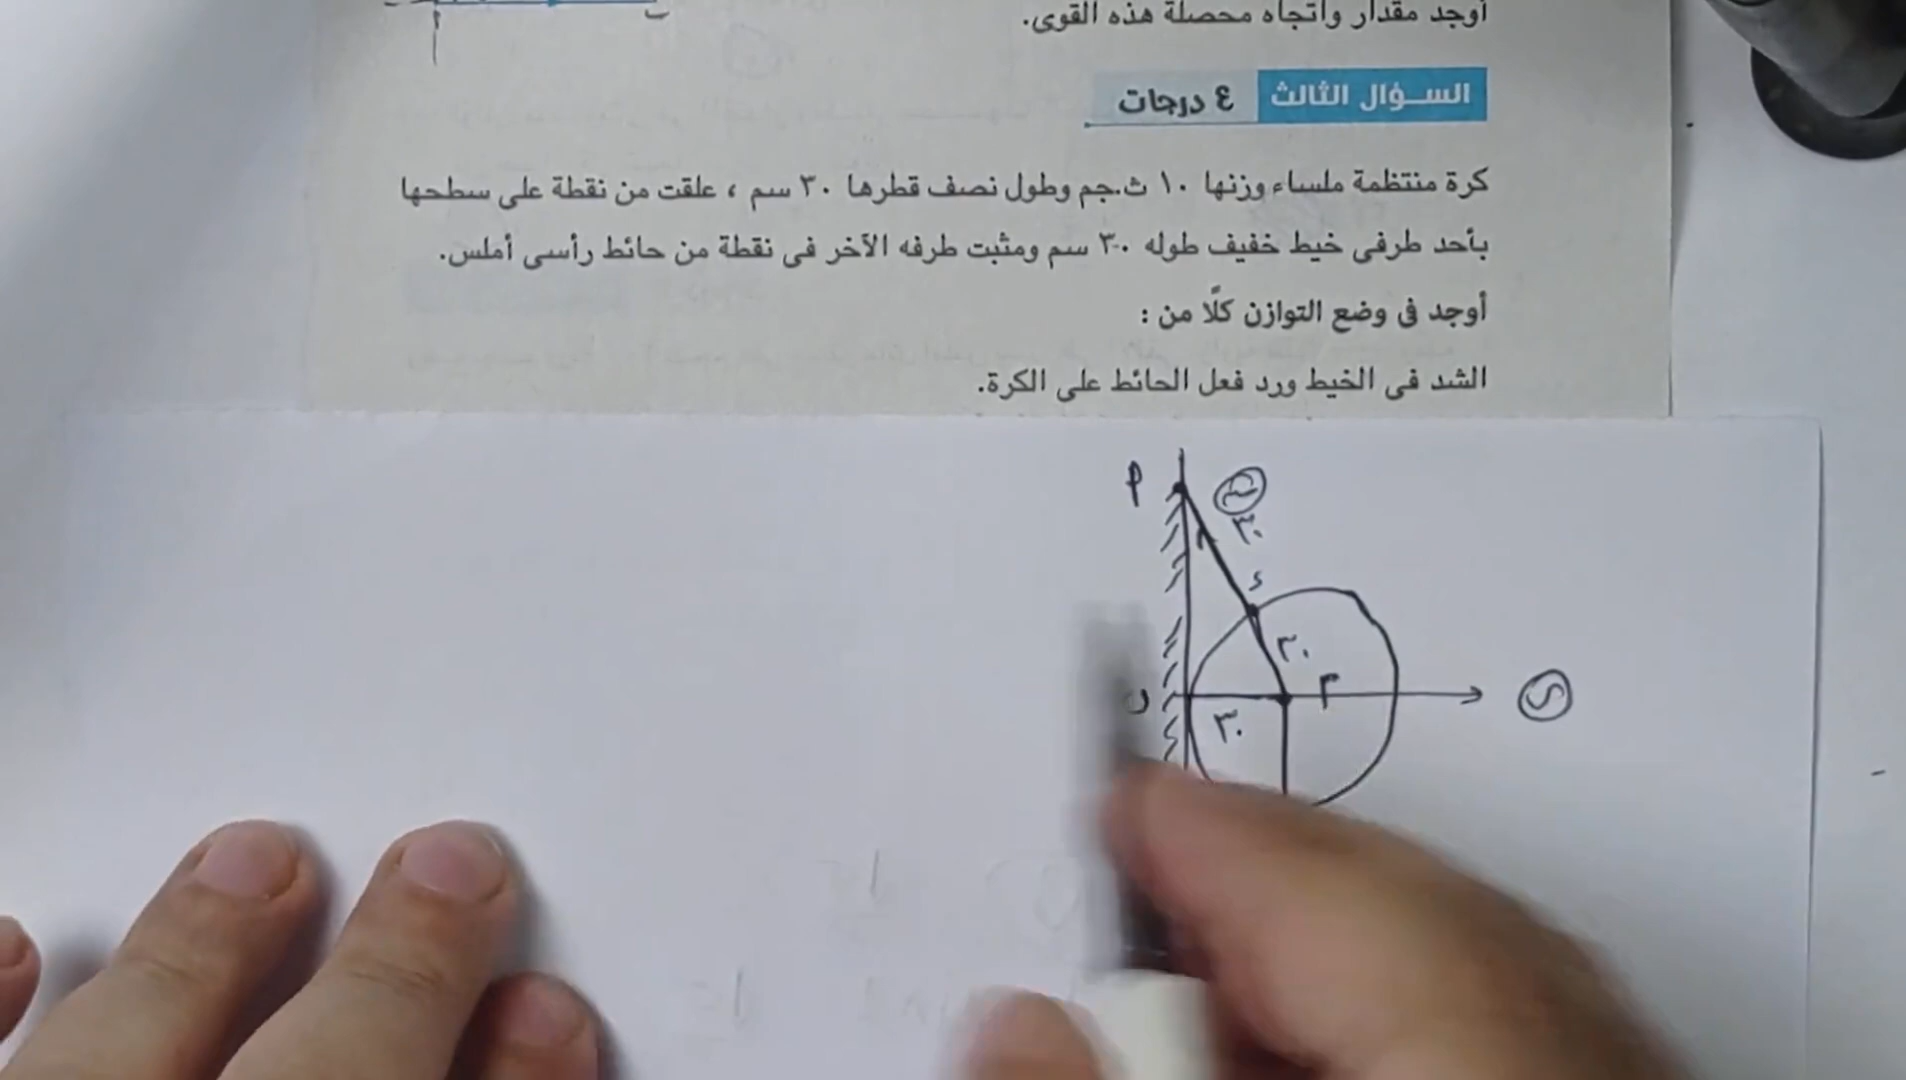 أوجد مقدار واتجاه محصلة هذه القوى.
السؤال الثالث ٤ درجات
كرة منتظمة ملساء وزنها ١٠ ث.جم وطول نصف قطرها ٣٠ سم ، علقت من نقطة على سطحها
بأحد طرفى خيط خفيف طوله ٣٠ سم ومثبت طرفه الآخر فى نقطة من حائط رأسى أملس.
أوجد فى وضع التوازن كلًا من :
الشد فى الخيط ورد فعل الحائط على الكرة.
٣٠
٣٠
م
٣٠